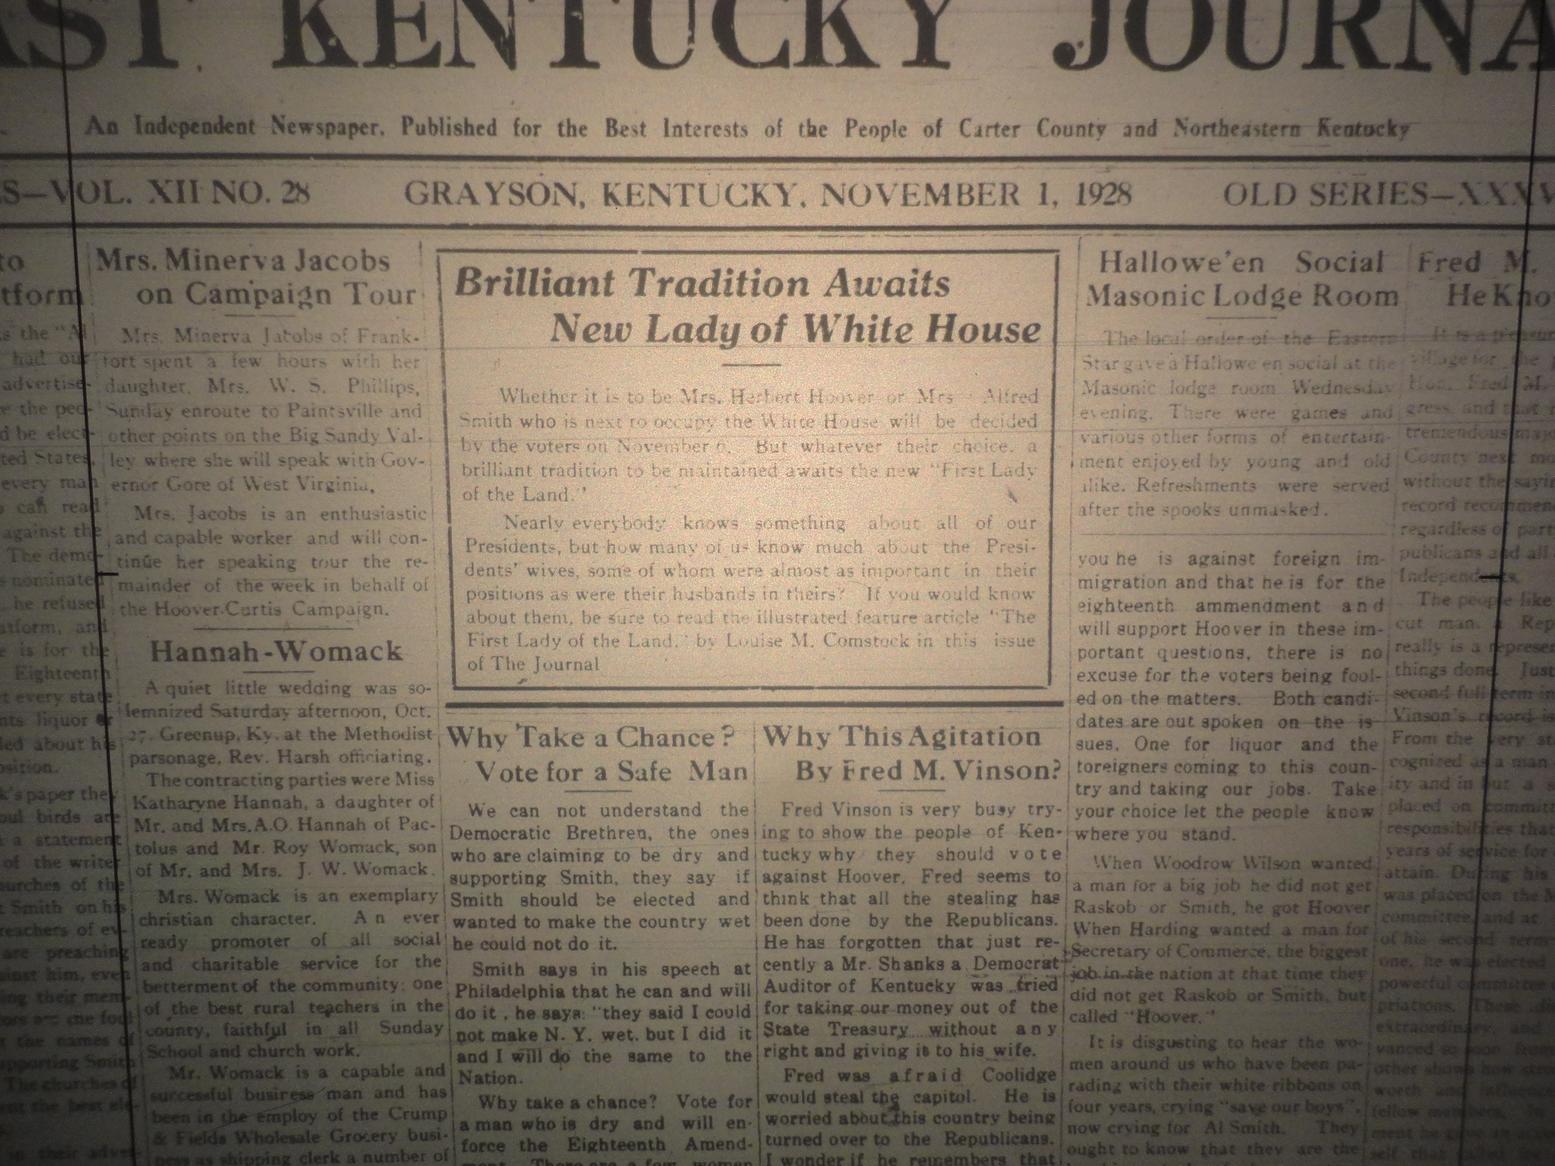 AST KENTUCKY JOURNA
An Independent Newspaper, Published for the Best Interests of the People of Carter County and Northeastern Kentucky
S—VOL. XII NO. 28 GRAYSON, KENTUCKY, NOVEMBER 1, 1928 OLD SERIES—XXXV
Mrs. Minerva Jacobs
on Campaign Tour
Mrs. Minerva Jacobs of Frank-
fort spent a few hours with her
daughter, Mrs. W. S. Phillips,
Sunday enroute to Paintsville and
other points on the Big Sandy Val-
ley where she will speak with Gov-
ernor Gore of West Virginia.
Mrs. Jacobs is an enthusiastic
and capable worker and will con-
tinue her speaking tour the re-
mainder of the week in behalf of
the Hoover-Curtis Campaign.
Hannah-Womack
A quiet little wedding was so-
lemnized Saturday afternoon, Oct.
27. Greenup, Ky. at the Methodist
parsonage, Rev. Harsh officiating.
The contracting parties were Miss
Katharyne Hannah, a daughter of
Mr. and Mrs. A.O. Hannah of Pac-
tolus and Mr. Roy Womack, son
of Mr. and Mrs. J. W. Womack.
Mrs. Womack is an exemplary
christian character. An ever
ready promoter of all social
and charitable service for the
betterment of the community; one
of the best rural teachers in the
county, faithful in all Sunday
School and church work.
Mr. Womack is a capable and
successful business man and has
been in the employ of the Crump
& Fields Wholesale Grocery busi-
ness as shipping clerk a number of
Brilliant Tradition Awaits
New Lady of White House
Whether it is to be Mrs. Herbert Hoover or Mrs Alfred
Smith who is next to occupy the White House will be decided
by the voters on November 6. But whatever their choice, a
brilliant tradition to be maintained awaits the new "First Lady
of the Land."
Nearly everybody knows something about all of our
Presidents, but how many of us know much about the Presi-
dents' wives, some of whom were almost as important in their
positions as were their husbands in theirs? If you would know
about them, be sure to read the illustrated feature article "The
First Lady of the Land," by Louise M. Comstock in this issue
of The Journal
Why Take a Chance?
Vote for a Safe Man
We can not understand the
Democratic Brethren, the ones
who are claiming to be dry and
supporting Smith, they say if
Smith should be elected and
wanted to make the country wet
he could not do it.
Smith says in his speech at
Philadelphia that he can and will
do it, he says: "they said I could
not make N. Y. wet, but I did it
and I will do the same to the
Nation.
Why take a chance? Vote for
a man who is dry and will en-
force the Eighteenth Amend-
ment. There are a few women
Why This Agitation
By Fred M. Vinson?
Fred Vinson is very busy try-
ing to show the people of Ken-
tucky why they should vote
against Hoover. Fred seems to
think that all the stealing has
been done by the Republicans.
He has forgotten that just re-
cently a Mr. Shanks a Democrat
Auditor of Kentucky was tried
for taking our money out of the
State Treasury without any
right and giving it to his wife.
Fred was afraid Coolidge
would steal the capitol. He is
worried about this country being
turned over to the Republicans.
I wonder if he remembers that
Hallowe'en Social
Masonic Lodge Room
The local order of the Eastern
Star gave a Hallowe'en social at the
Masonic lodge room Wednesday
evening. There were games and
various other forms of entertain-
ment enjoyed by young and old
alike. Refreshments were served
after the spooks unmasked.
you he is against foreign im-
migration and that he is for the
eighteenth ammendment and
will support Hoover in these im-
portant questions, there is no
excuse for the voters being fool-
ed on the matters. Both candi-
dates are out spoken on the is-
sues. One for liquor and the
foreigners coming to this coun-
try and taking our jobs. Take
your choice let the people know
where you stand.
When Woodrow Wilson wanted
a man for a big job he did not get
Raskob or Smith, he got Hoover
When Harding wanted a man for
Secretary of Commerce, the biggest
job in the nation at that time they
did not get Raskob or Smith, but
called "Hoover."
It is disgusting to hear the wo-
men around us who have been pa-
rading with their white ribbons on
four years, crying "save our boys",
now crying for Al Smith. They
ought to know that they are the
Fred M.
He Kno